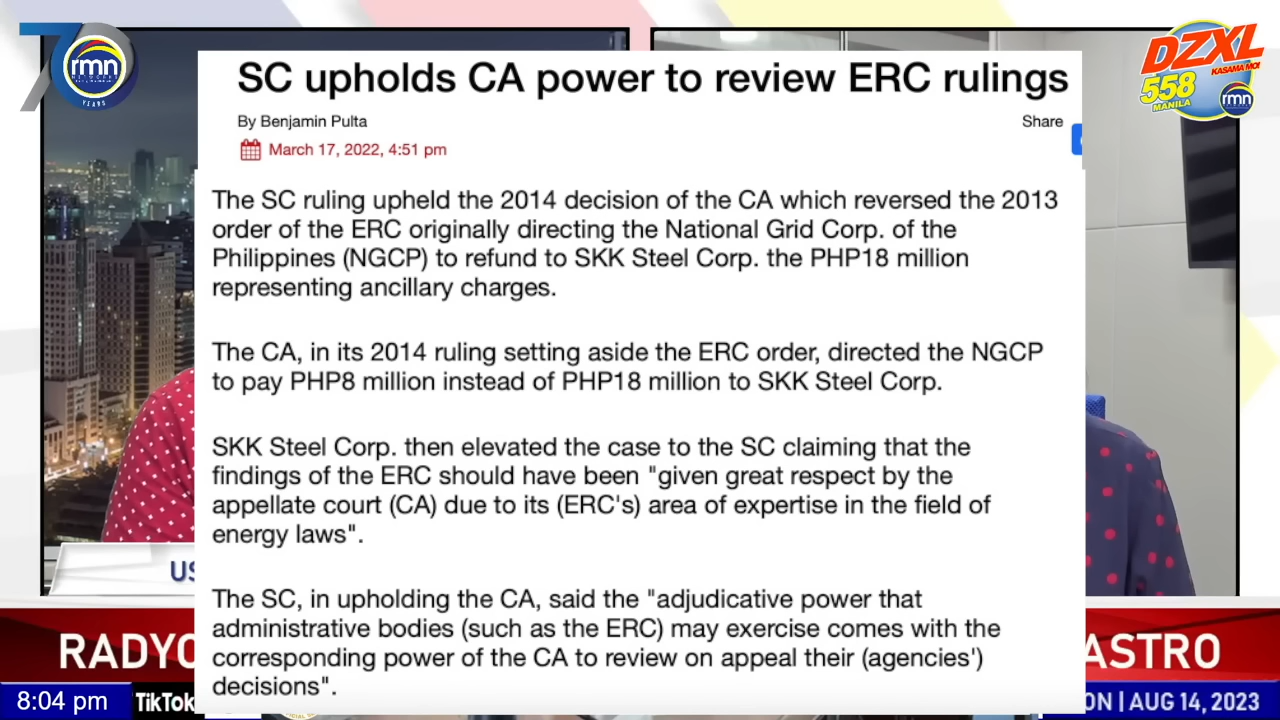 70
rmn
NETWORKS
YEARS
DZXL
KASAMA MO!
558
MANILA
rmn
SC upholds CA power to review ERC rulings
By Benjamin Pulta
Share
March 17, 2022, 4:51 pm
The SC ruling upheld the 2014 decision of the CA which reversed the 2013
order of the ERC originally directing the National Grid Corp. of the
Philippines (NGCP) to refund to SKK Steel Corp. the PHP18 million
representing ancillary charges.
The CA, in its 2014 ruling setting aside the ERC order, directed the NGCP
to pay PHP8 million instead of PHP18 million to SKK Steel Corp.
SKK Steel Corp. then elevated the case to the SC claiming that the
findings of the ERC should have been "given great respect by the
appellate court (CA) due to its (ERC's) area of expertise in the field of
energy laws".
The SC, in upholding the CA, said the "adjudicative power that
administrative bodies (such as the ERC) may exercise comes with the
corresponding power of the CA to review on appeal their (agencies')
decisions".
US
RADYO
ASTRO
8:04 pm
TikTok
ON | AUG 14, 2023